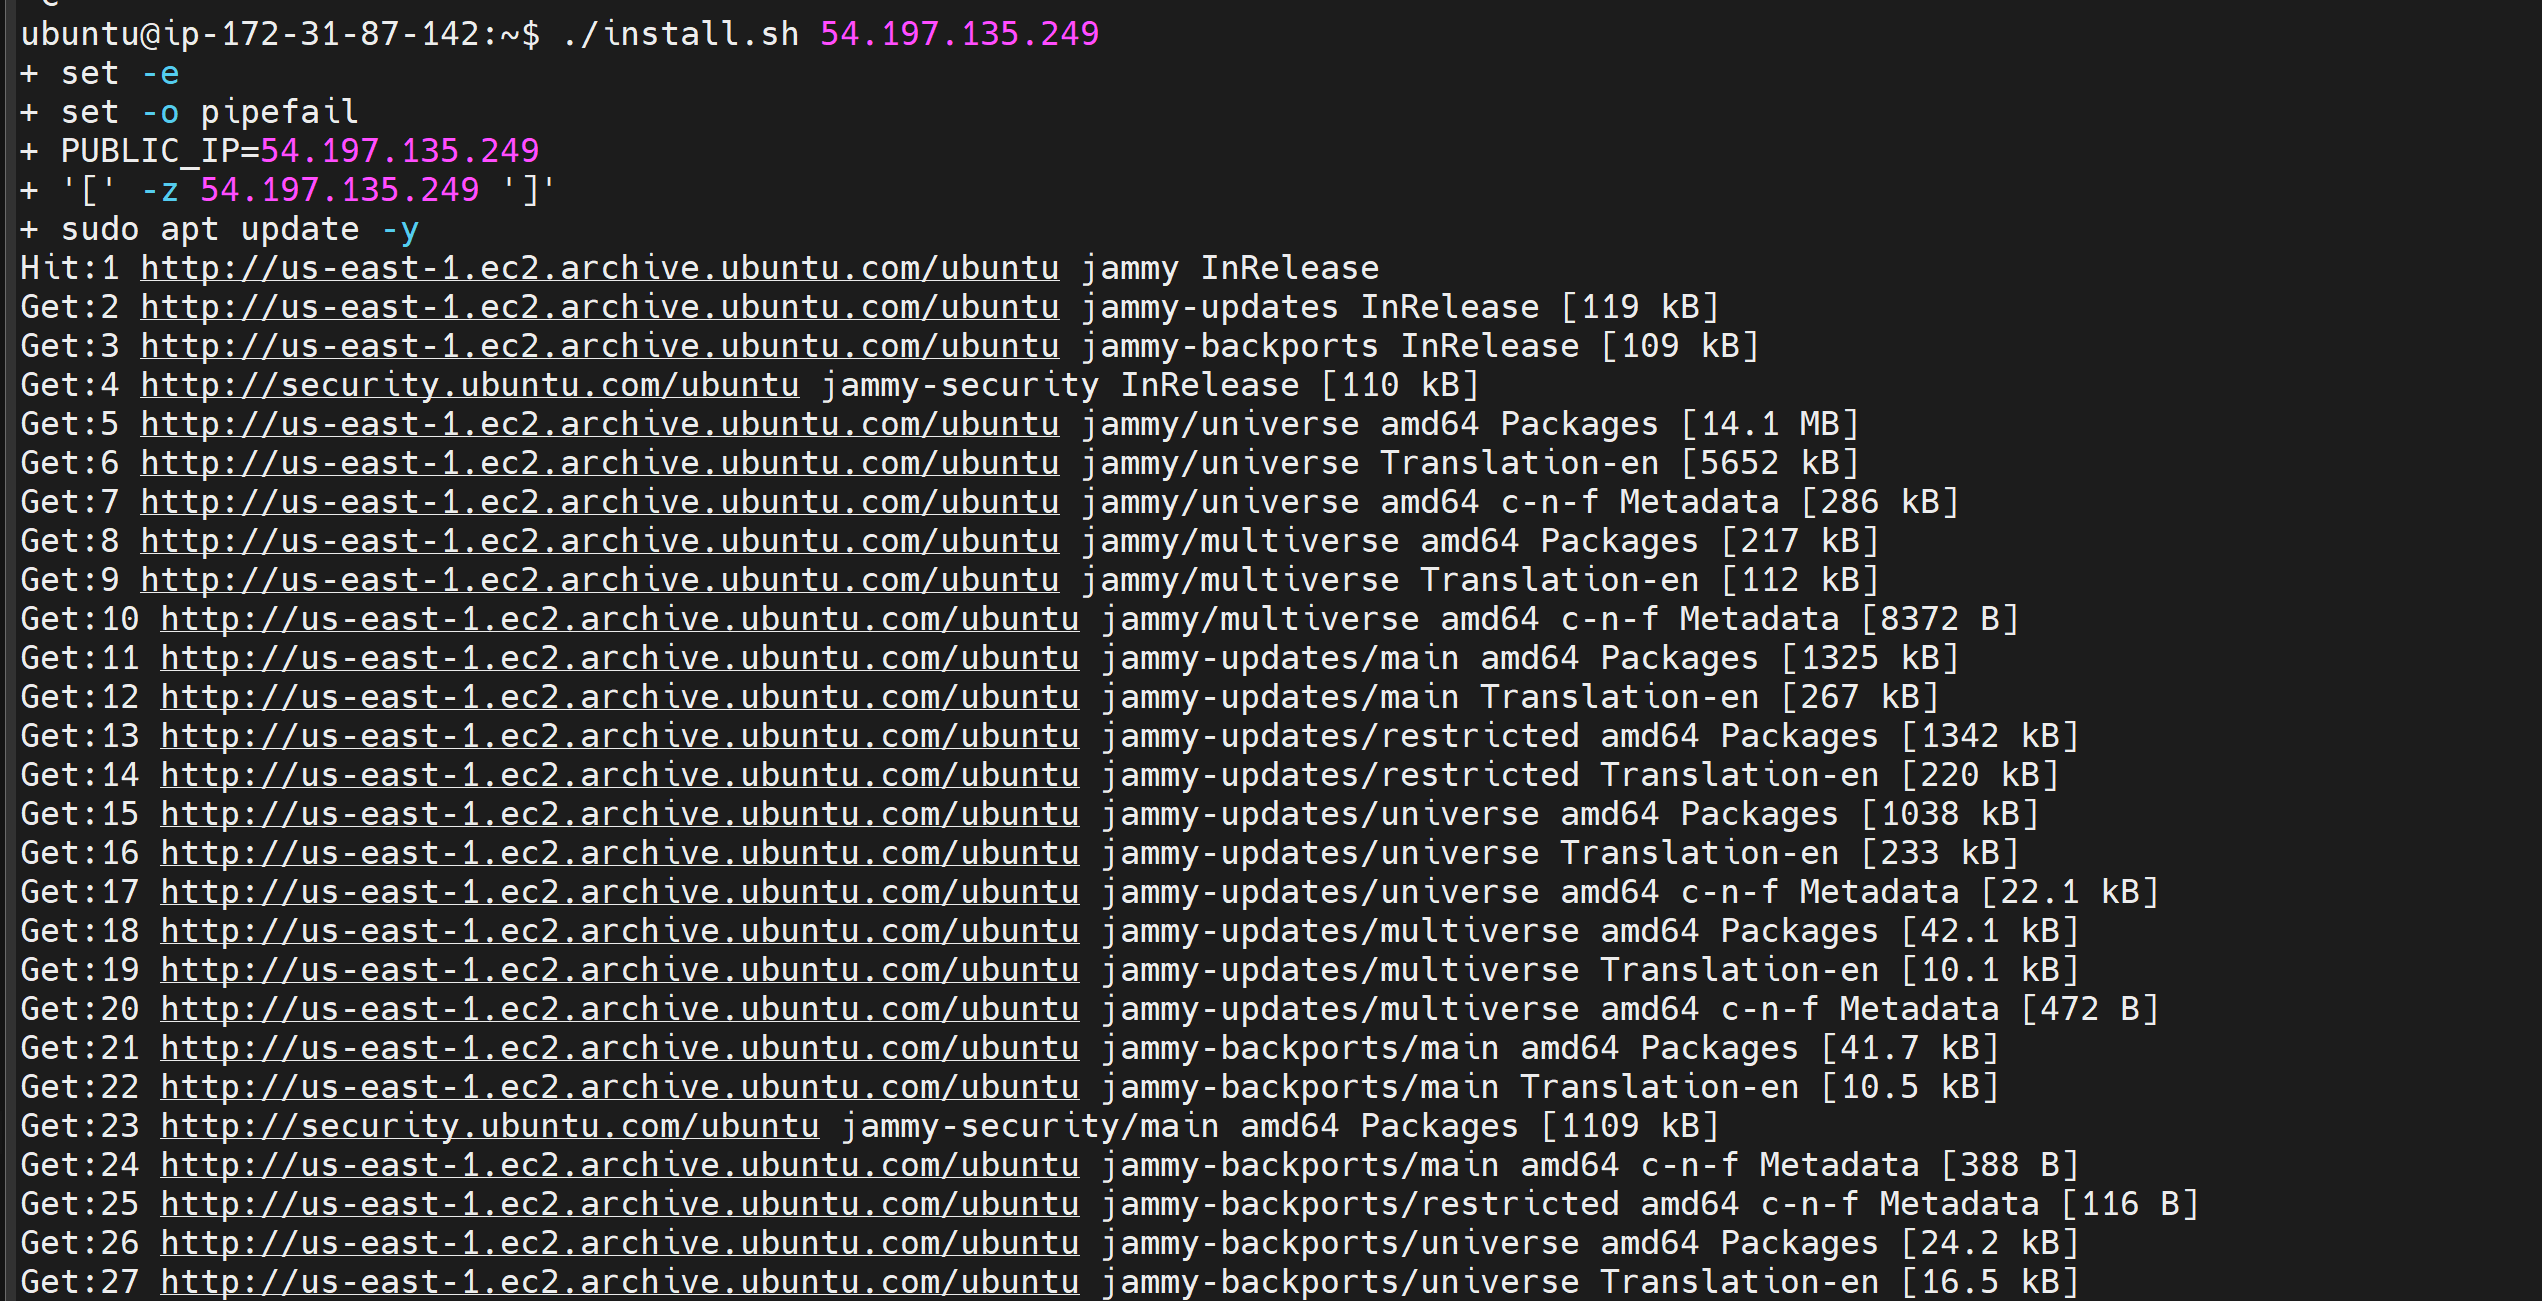 ubuntu@ip-172-31-87-142:~$ ./install.sh 54.197.135.249
+ set -e
+ set -o pipefail
+ PUBLIC_IP=54.197.135.249
+ '[' -z 54.197.135.249 ']'
+ sudo apt update -y
Hit:1 http://us-east-1.ec2.archive.ubuntu.com/ubuntu jammy InRelease
Get:2 http://us-east-1.ec2.archive.ubuntu.com/ubuntu jammy-updates InRelease [119 kB]
Get:3 http://us-east-1.ec2.archive.ubuntu.com/ubuntu jammy-backports InRelease [109 kB]
Get:4 http://security.ubuntu.com/ubuntu jammy-security InRelease [110 kB]
Get:5 http://us-east-1.ec2.archive.ubuntu.com/ubuntu jammy/universe amd64 Packages [14.1 MB]
Get:6 http://us-east-1.ec2.archive.ubuntu.com/ubuntu jammy/universe Translation-en [5652 kB]
Get:7 http://us-east-1.ec2.archive.ubuntu.com/ubuntu jammy/universe amd64 c-n-f Metadata [286 kB]
Get:8 http://us-east-1.ec2.archive.ubuntu.com/ubuntu jammy/multiverse amd64 Packages [217 kB]
Get:9 http://us-east-1.ec2.archive.ubuntu.com/ubuntu jammy/multiverse Translation-en [112 kB]
Get:10 http://us-east-1.ec2.archive.ubuntu.com/ubuntu jammy/multiverse amd64 c-n-f Metadata [8372 B]
Get:11 http://us-east-1.ec2.archive.ubuntu.com/ubuntu jammy-updates/main amd64 Packages [1325 kB]
Get:12 http://us-east-1.ec2.archive.ubuntu.com/ubuntu jammy-updates/main Translation-en [267 kB]
Get:13 http://us-east-1.ec2.archive.ubuntu.com/ubuntu jammy-updates/restricted amd64 Packages [1342 kB]
Get:14 http://us-east-1.ec2.archive.ubuntu.com/ubuntu jammy-updates/restricted Translation-en [220 kB]
Get:15 http://us-east-1.ec2.archive.ubuntu.com/ubuntu jammy-updates/universe amd64 Packages [1038 kB]
Get:16 http://us-east-1.ec2.archive.ubuntu.com/ubuntu jammy-updates/universe Translation-en [233 kB]
Get:17 http://us-east-1.ec2.archive.ubuntu.com/ubuntu jammy-updates/universe amd64 c-n-f Metadata [22.1 kB]
Get:18 http://us-east-1.ec2.archive.ubuntu.com/ubuntu jammy-updates/multiverse amd64 Packages [42.1 kB]
Get:19 http://us-east-1.ec2.archive.ubuntu.com/ubuntu jammy-updates/multiverse Translation-en [10.1 kB]
Get:20 http://us-east-1.ec2.archive.ubuntu.com/ubuntu jammy-updates/multiverse amd64 c-n-f Metadata [472 B]
Get:21 http://us-east-1.ec2.archive.ubuntu.com/ubuntu jammy-backports/main amd64 Packages [41.7 kB]
Get:22 http://us-east-1.ec2.archive.ubuntu.com/ubuntu jammy-backports/main Translation-en [10.5 kB]
Get:23 http://security.ubuntu.com/ubuntu jammy-security/main amd64 Packages [1109 kB]
Get:24 http://us-east-1.ec2.archive.ubuntu.com/ubuntu jammy-backports/main amd64 c-n-f Metadata [388 B]
Get:25 http://us-east-1.ec2.archive.ubuntu.com/ubuntu jammy-backports/restricted amd64 c-n-f Metadata [116 B]
Get:26 http://us-east-1.ec2.archive.ubuntu.com/ubuntu jammy-backports/universe amd64 Packages [24.2 kB]
Get:27 http://us-east-1.ec2.archive.ubuntu.com/ubuntu jammy-backports/universe Translation-en [16.5 kB]